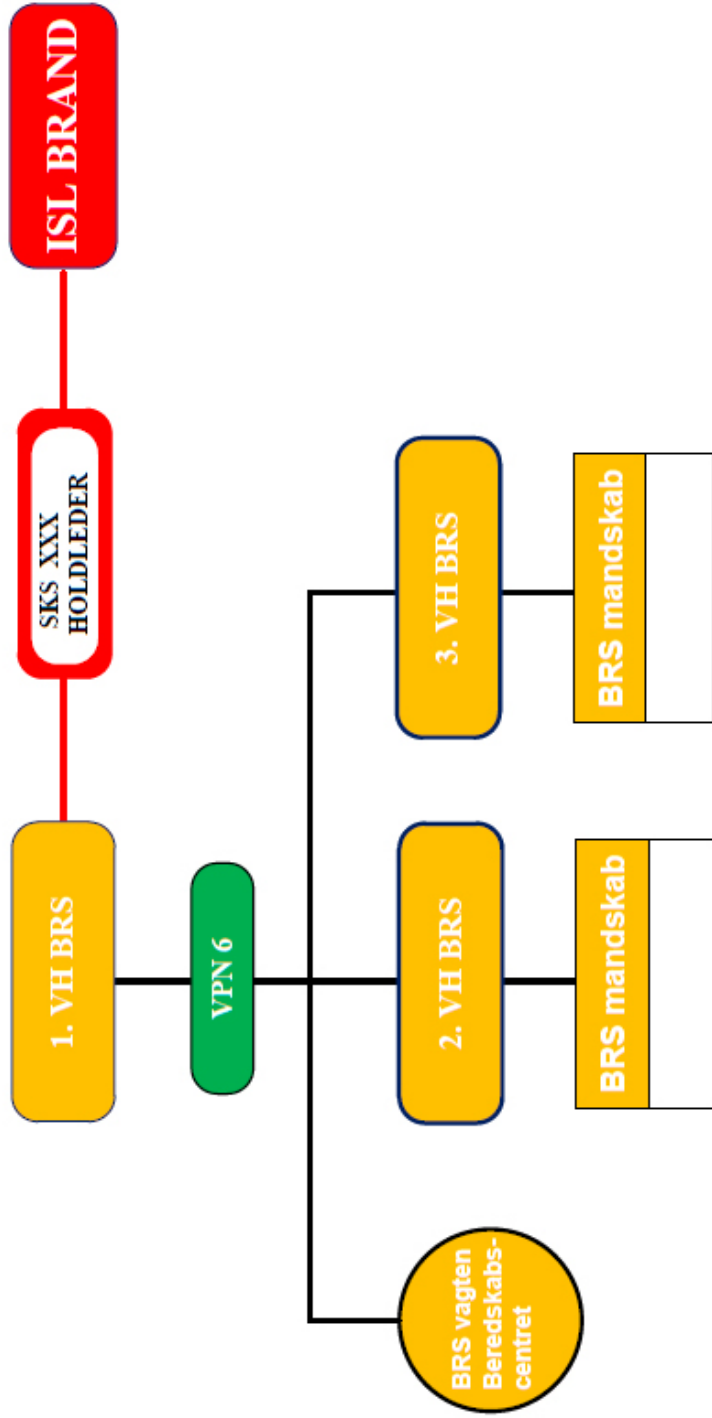 1. VH BRS
SKS XXX
HOLDLEDER
ISL BRAND
VPN 6
BRS vagten
Beredskabs-
centret
2. VH BRS
3. VH BRS
BRS mandskab
BRS mandskab